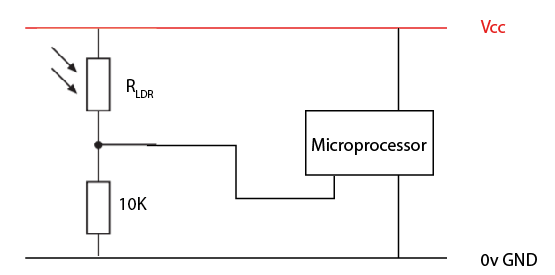 Vcc
RLDR
Microprocessor
10K
0v GND